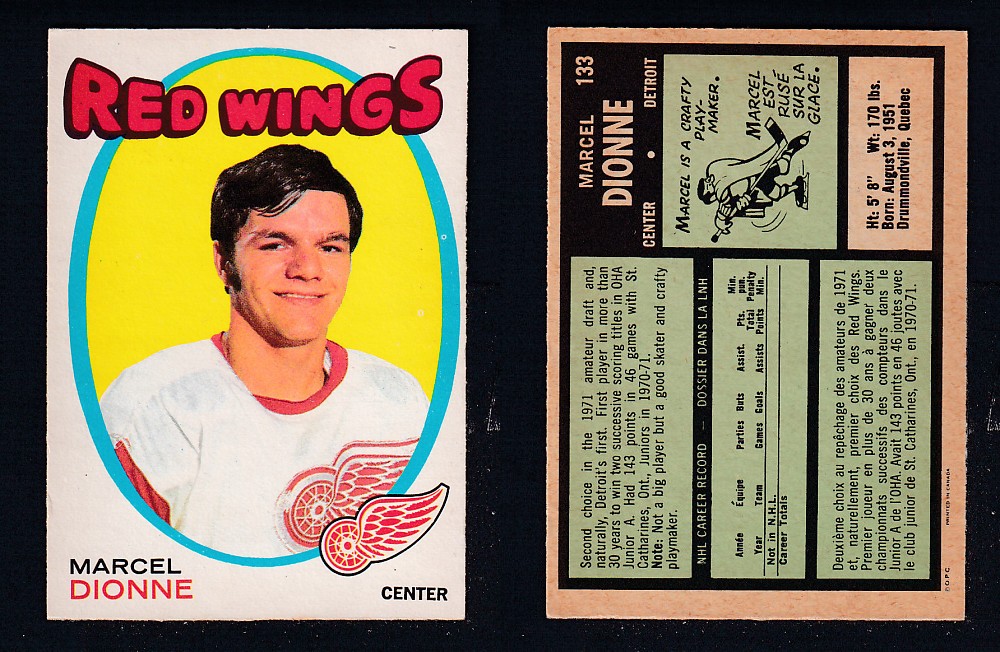 RED WINGS
MARCEL
DIONNE
CENTER
133
MARCEL
DIONNE
CENTER • DETROIT
MARCEL IS A CRAFTY
PLAY-
MAKER.
MARCEL
EST
RUSÉ
SUR LA
GLACE.
Ht: 5' 8" Wt: 170 lbs.
Born: August 3, 1951
Drummondville, Quebec
Second choice in the 1971 amateur draft and,
naturally, Detroit's first. First player in more than
30 years to win two successive scoring titles in OHA
Junior A. Had 143 points in 46 games with St.
Catharines, Ont., Juniors in 1970-71.
Note: Not a big player but a good skater and crafty
playmaker.
NHL CAREER RECORD — DOSSIER DANS LA LNH
Min.
Pts. pun.
Année Équipe Parties Buts Assist. Total Penalty
Year Team Games Goals Assists Points Min.
Not in N.H.L.
Career Totals
Deuxième choix au repêchage des amateurs de 1971
et, naturellement, premier choix des Red Wings.
Premier joueur en plus de 30 ans à gagner deux
championnats successifs des compteurs dans le
Junior A de l'OHA. Avait 143 points en 46 joutes avec
le club junior de St. Catharines, Ont., en 1970-71.
O.P.C. PRINTED IN CANADA